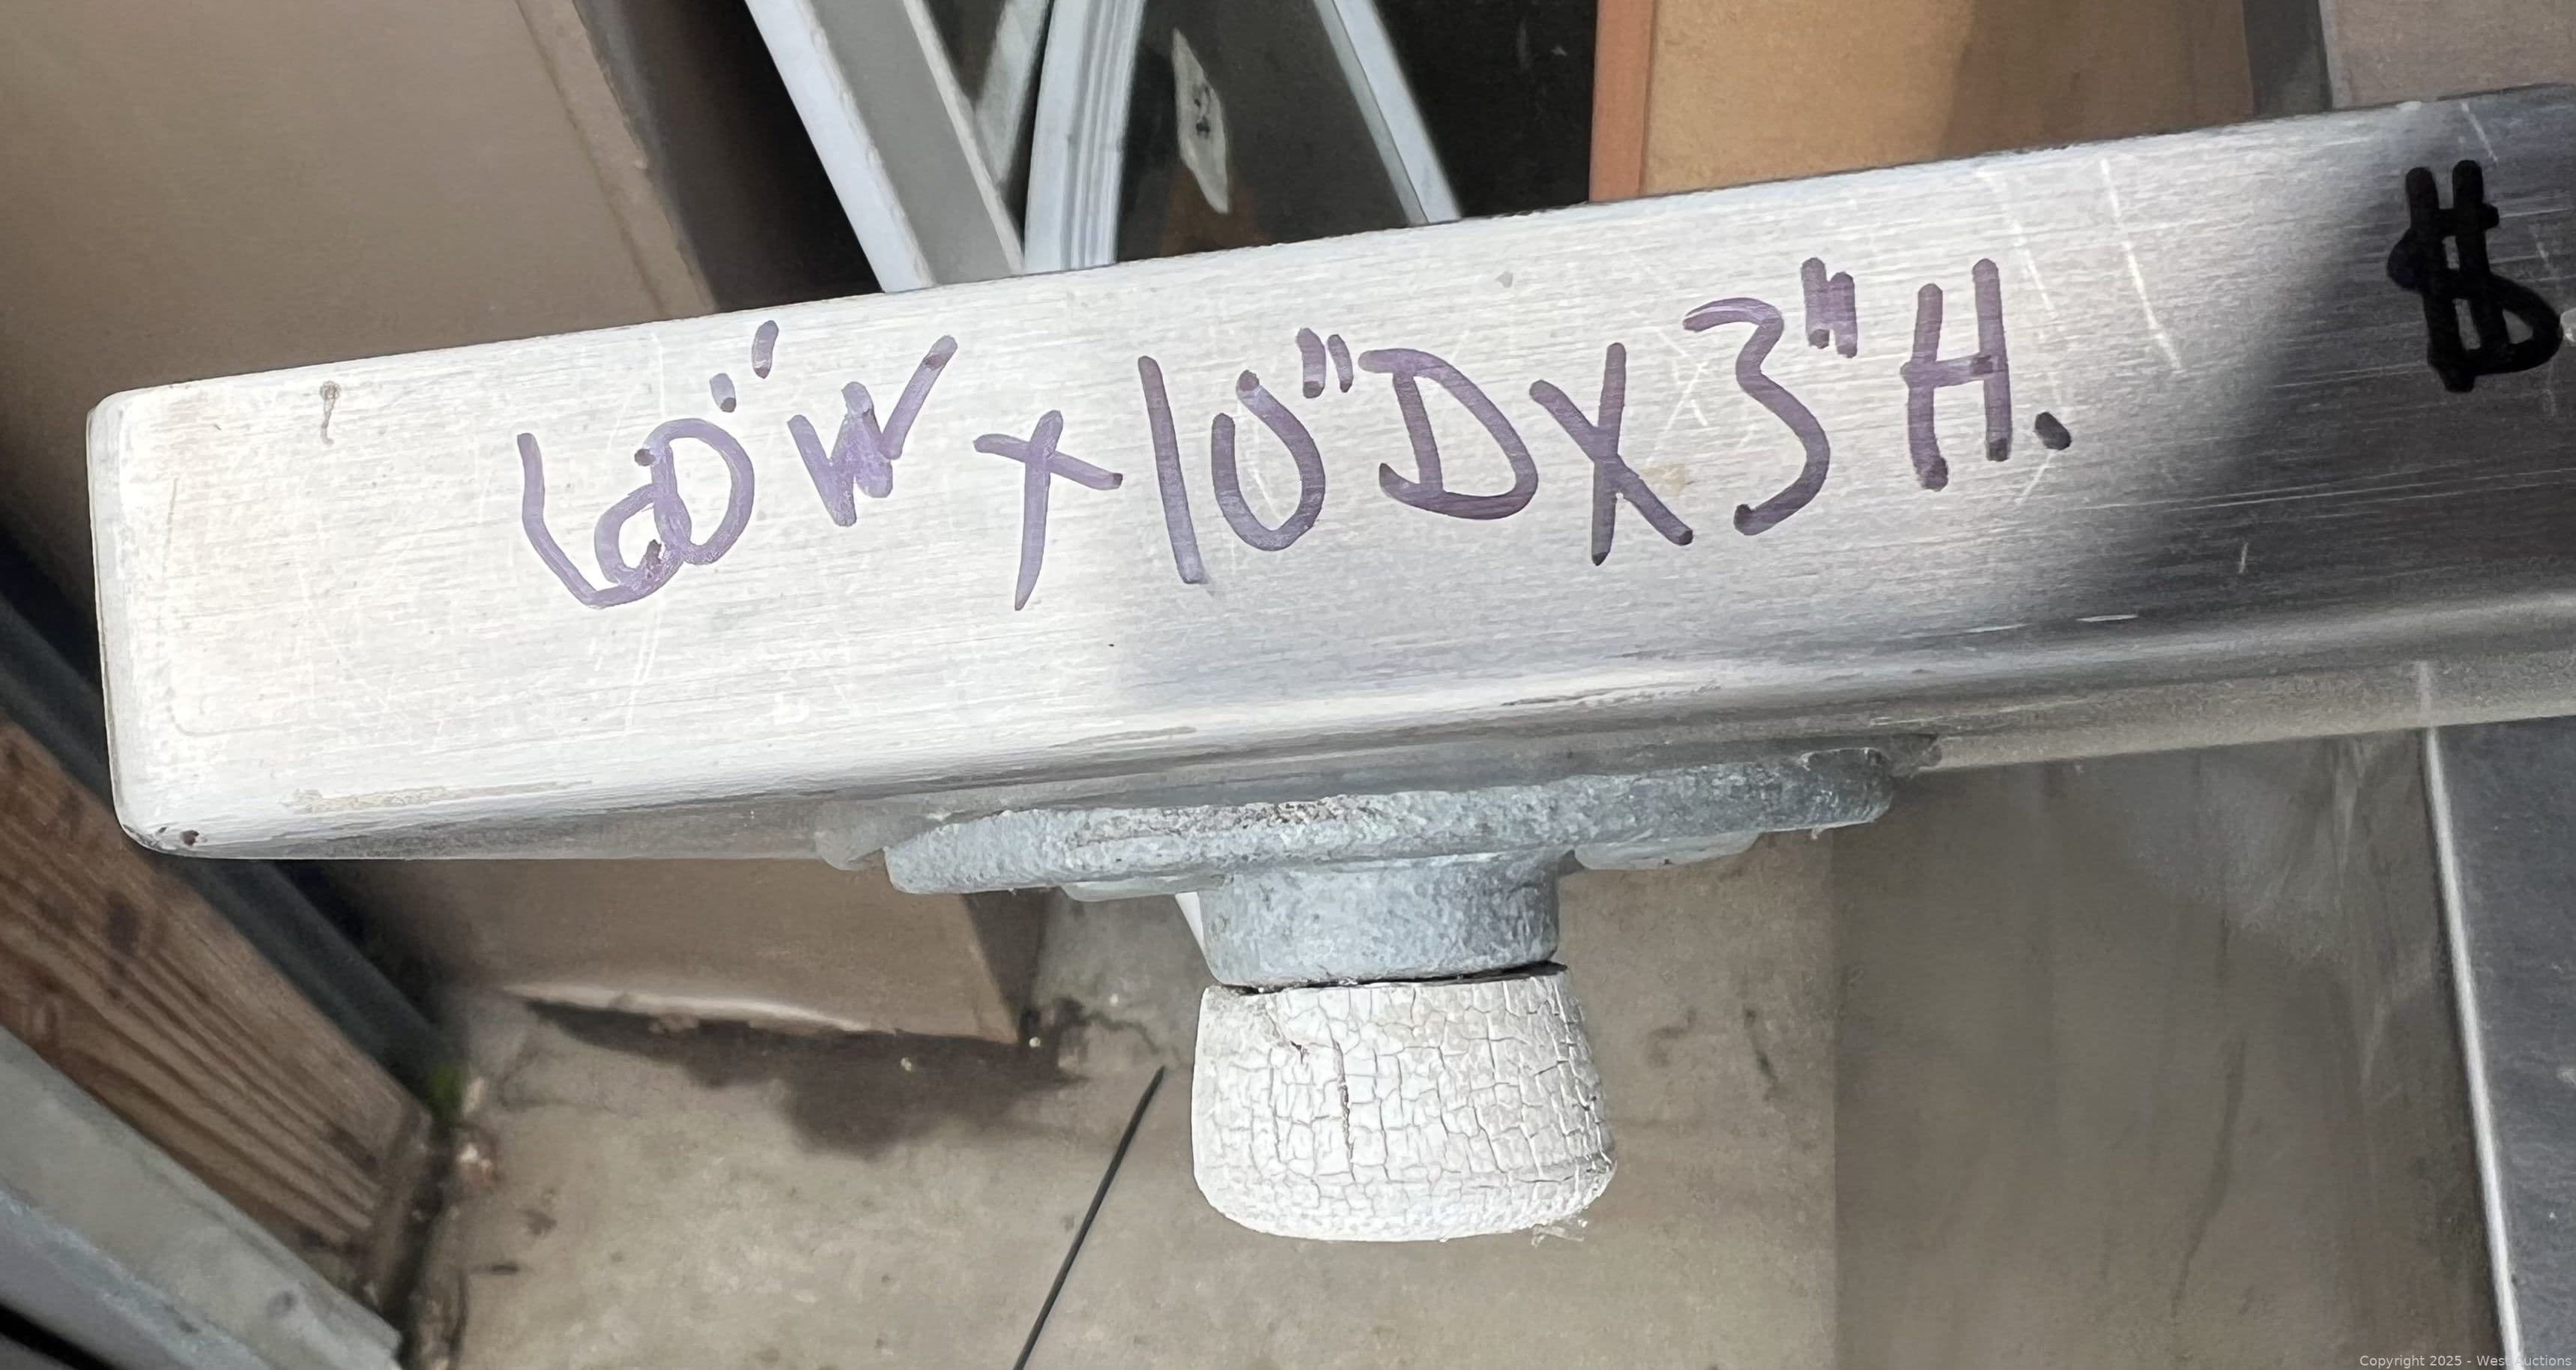 60" W x 10" D X 3" H.
$
Copyright 2025 - West Auctions